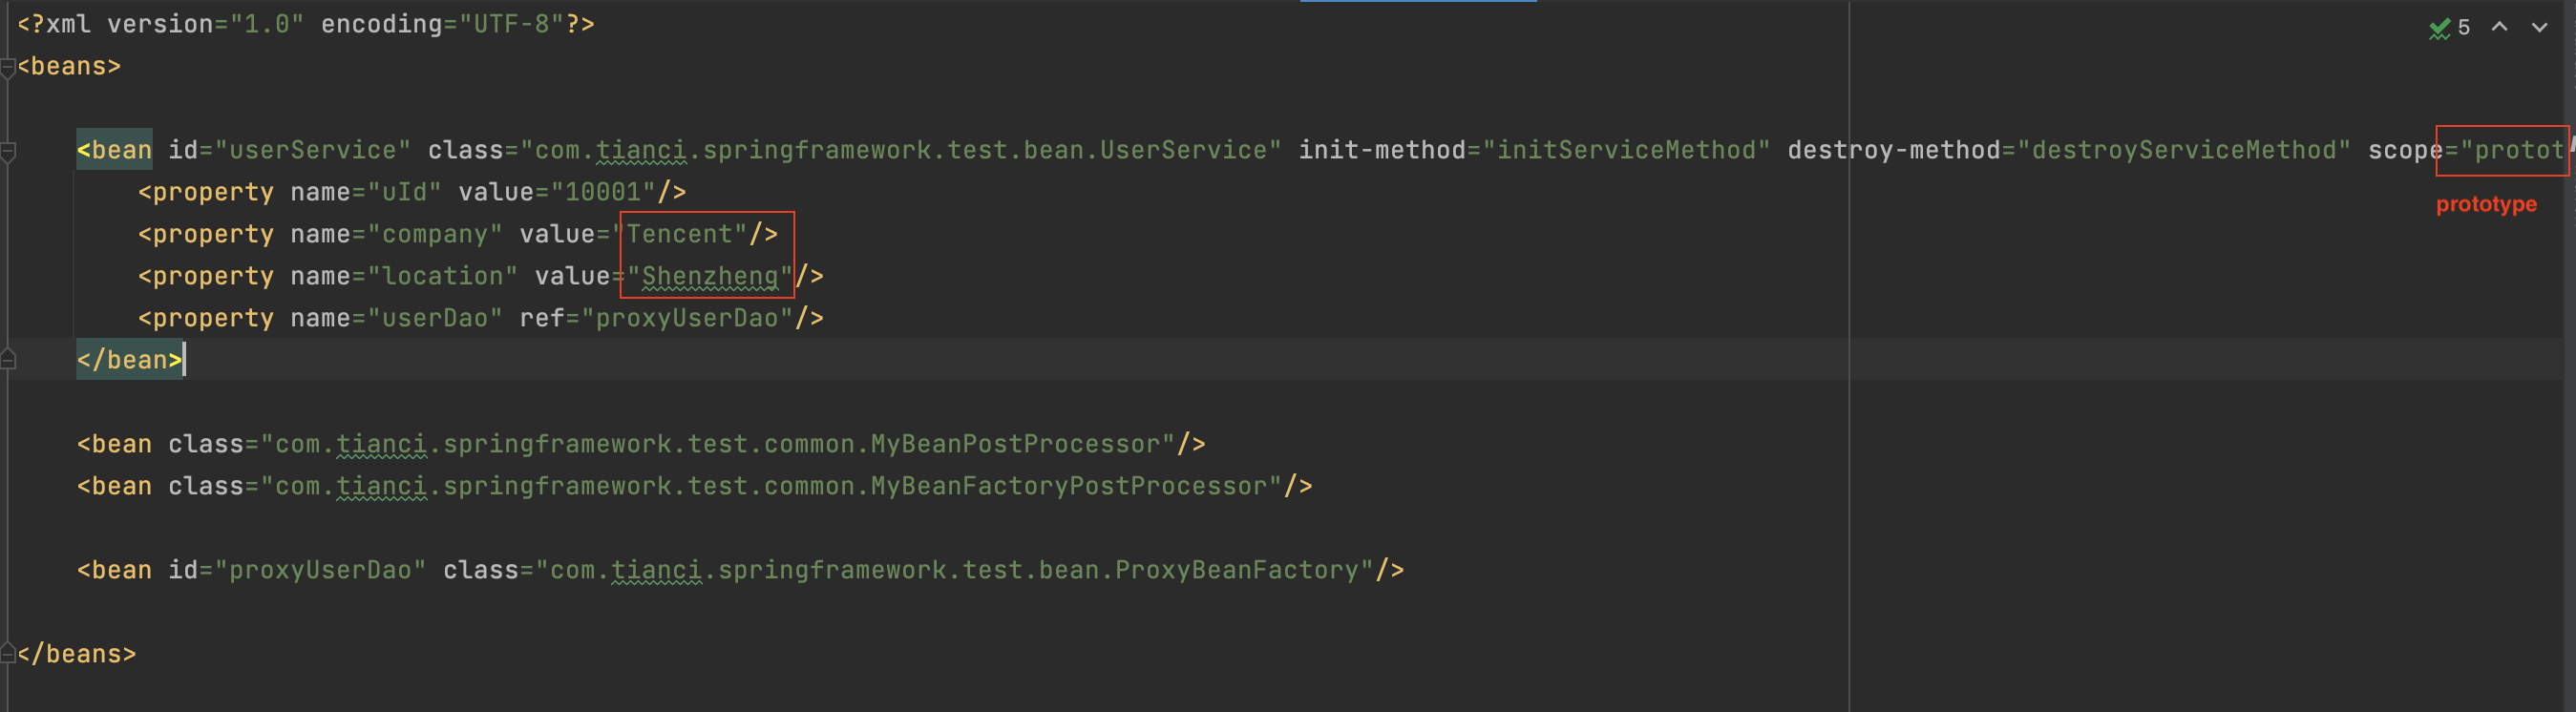 <?xml version="1.0" encoding="UTF-8"?>
5
<beans>
<bean id="userService" class="com.tianci.springframework.test.bean.UserService" init-method="initServiceMethod" destroy-method="destroyServiceMethod" scope="protot
<property name="uId" value="10001"/>
prototype
<property name="company" value="Tencent"/>
<property name="location" value="Shenzheng"/>
<property name="userDao" ref="proxyUserDao"/>
</bean>
<bean class="com.tianci.springframework.test.common.MyBeanPostProcessor"/>
<bean class="com.tianci.springframework.test.common.MyBeanFactoryPostProcessor"/>
<bean id="proxyUserDao" class="com.tianci.springframework.test.bean.ProxyBeanFactory"/>
</beans>